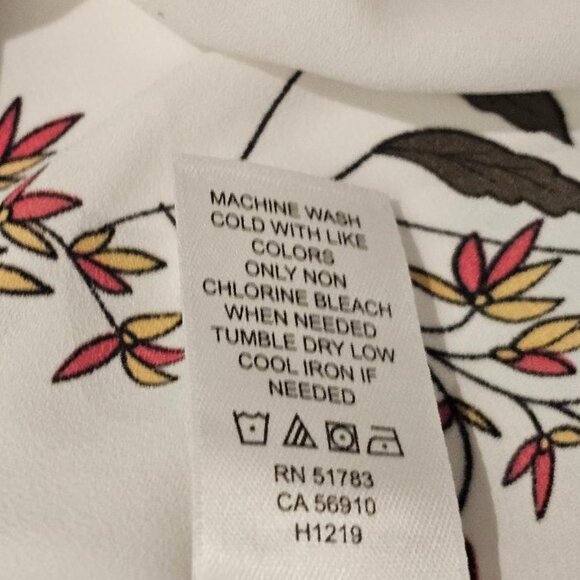 MACHINE WASH
COLD WITH LIKE
COLORS
ONLY NON
CHLORINE BLEACH
WHEN NEEDED
TUMBLE DRY LOW
COOL IRON IF
NEEDED
RN 51783
CA 56910
H1219